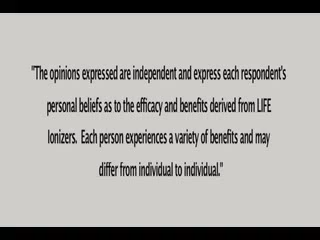 "The opinions expressed are independent and express each respondent's
personal beliefs as to the efficacy and benefits derived from LIFE
Ionizers. Each person experiences a variety of benefits and may
differ from individual to individual."